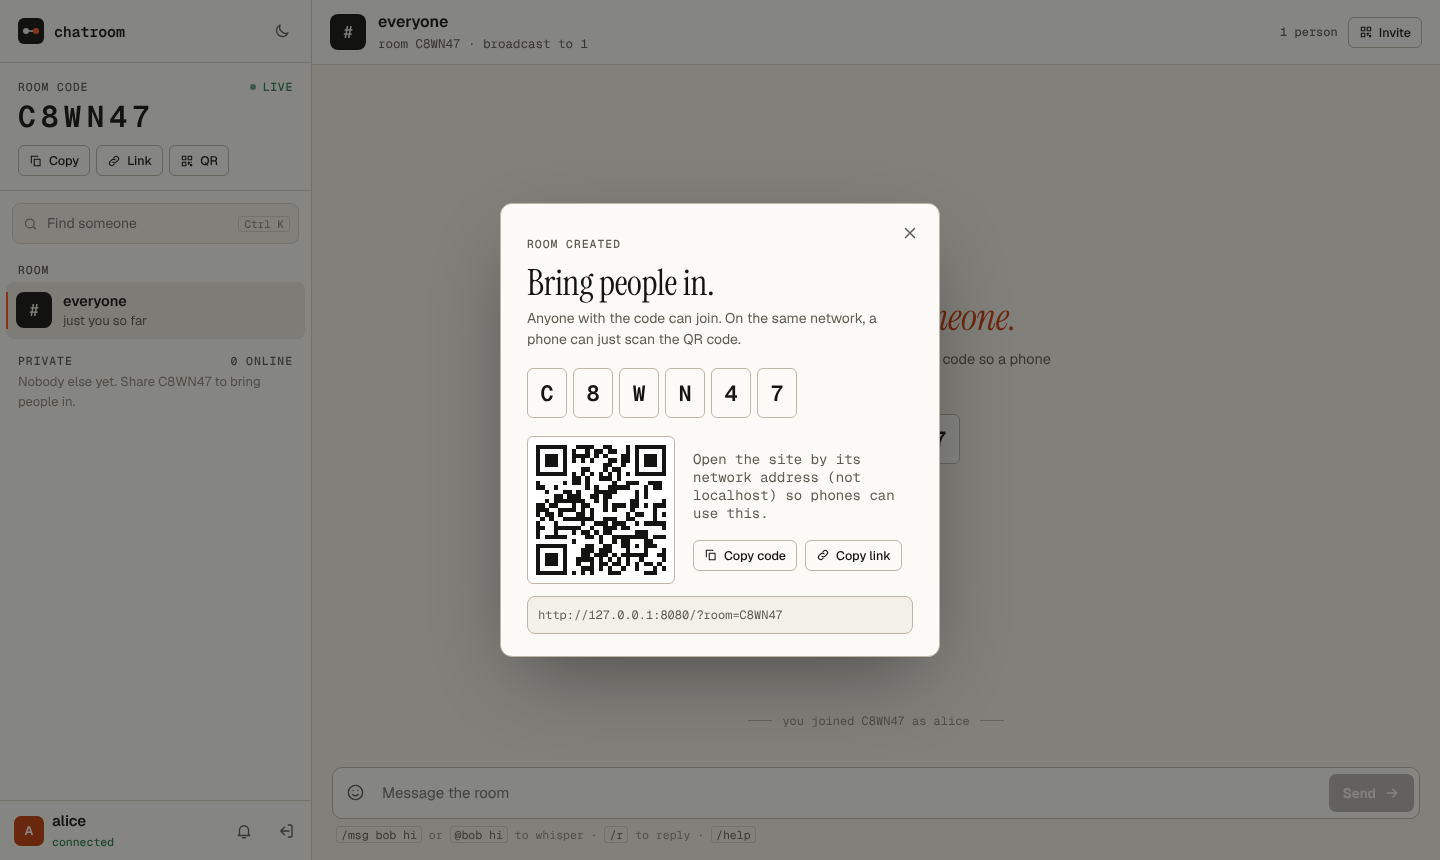 chatroom
ROOM CODE
LIVE
C8WN47
Copy
Link
QR
Find someone
Ctrl K
ROOM
#
everyone
just you so far
PRIVATE
0 ONLINE
Nobody else yet. Share C8WN47 to bring
people in.
A
alice
connected
#
everyone
room C8WN47 · broadcast to 1
1 person
Invite
code so a phone
7
ROOM CREATED
Bring people in.
Anyone with the code can join. On the same network, a
phone can just scan the QR code.
C 8 W N 4 7
Open the site by its
network address (not
localhost) so phones can
use this.
Copy code
Copy link
http://127.0.0.1:8080/?room=C8WN47
you joined C8WN47 as alice
Message the room
Send
/msg bob hi or @bob hi to whisper · /r to reply · /help